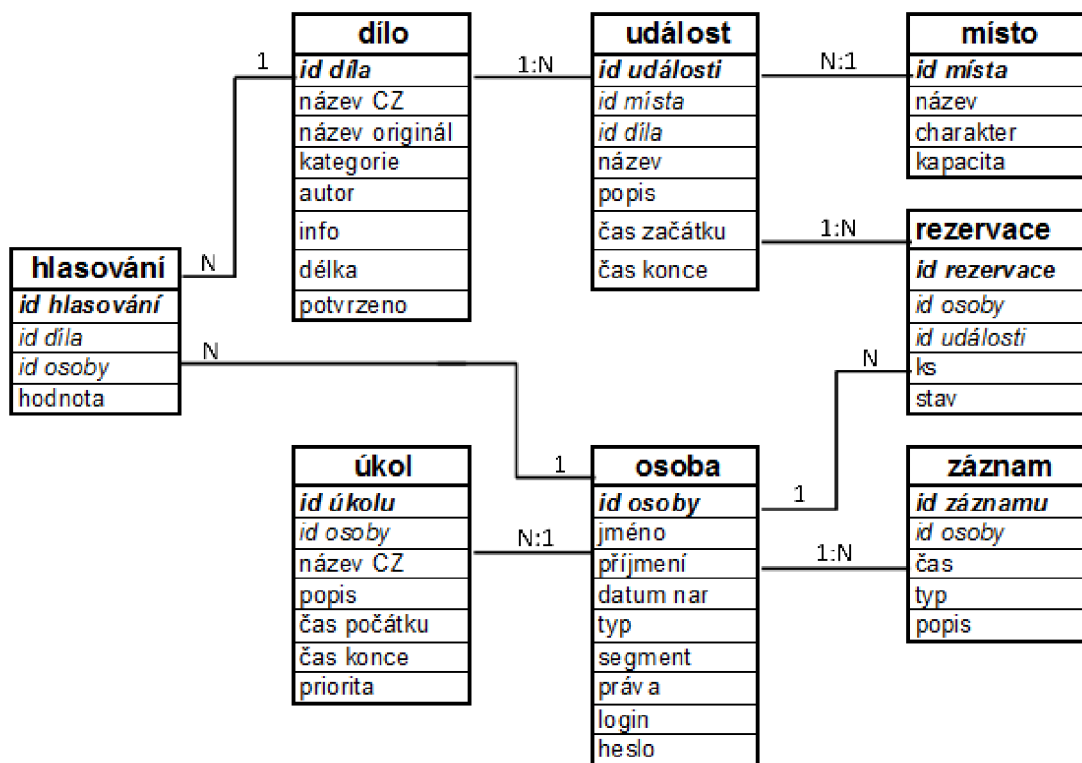 dílo
id díla
název CZ
název originál
kategorie
autor
info
délka
potvrzeno
1:N
událost
id události
id místa
id díla
název
popis
čas začátku
čas konce
N:1
místo
id místa
název
charakter
kapacita
1
N
hlasování
id hlasování
id díla
id osoby
hodnota
N
1
1:N
rezervace
id rezervace
id osoby
id události
ks
stav
N
1
úkol
id úkolu
id osoby
název CZ
popis
čas počátku
čas konce
priorita
N:1
osoba
id osoby
jméno
příjmení
datum nar
typ
segment
práva
login
heslo
1:N
záznam
id záznamu
id osoby
čas
typ
popis